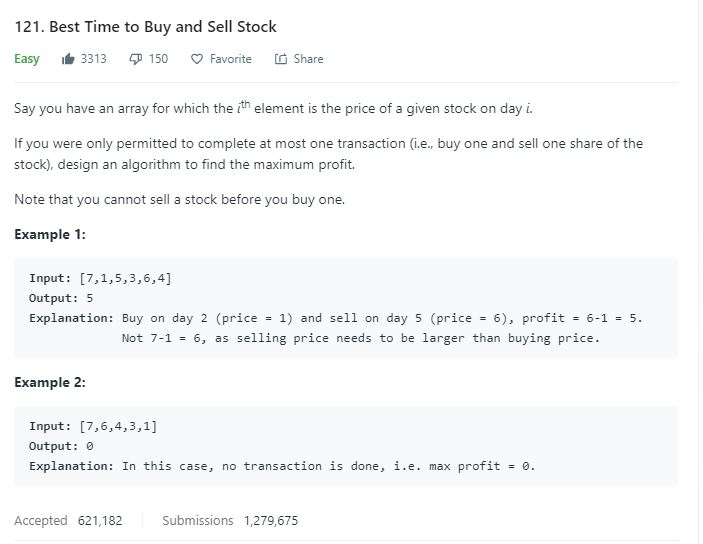 121. Best Time to Buy and Sell Stock
Easy 3313 150 Favorite Share
Say you have an array for which the ith element is the price of a given stock on day i.
If you were only permitted to complete at most one transaction (i.e., buy one and sell one share of the
stock), design an algorithm to find the maximum profit.
Note that you cannot sell a stock before you buy one.
Example 1:
Input: [7,1,5,3,6,4]
Output: 5
Explanation: Buy on day 2 (price = 1) and sell on day 5 (price = 6), profit = 6-1 = 5.
Not 7-1 = 6, as selling price needs to be larger than buying price.
Example 2:
Input: [7,6,4,3,1]
Output: 0
Explanation: In this case, no transaction is done, i.e. max profit = 0.
Accepted 621,182 Submissions 1,279,675